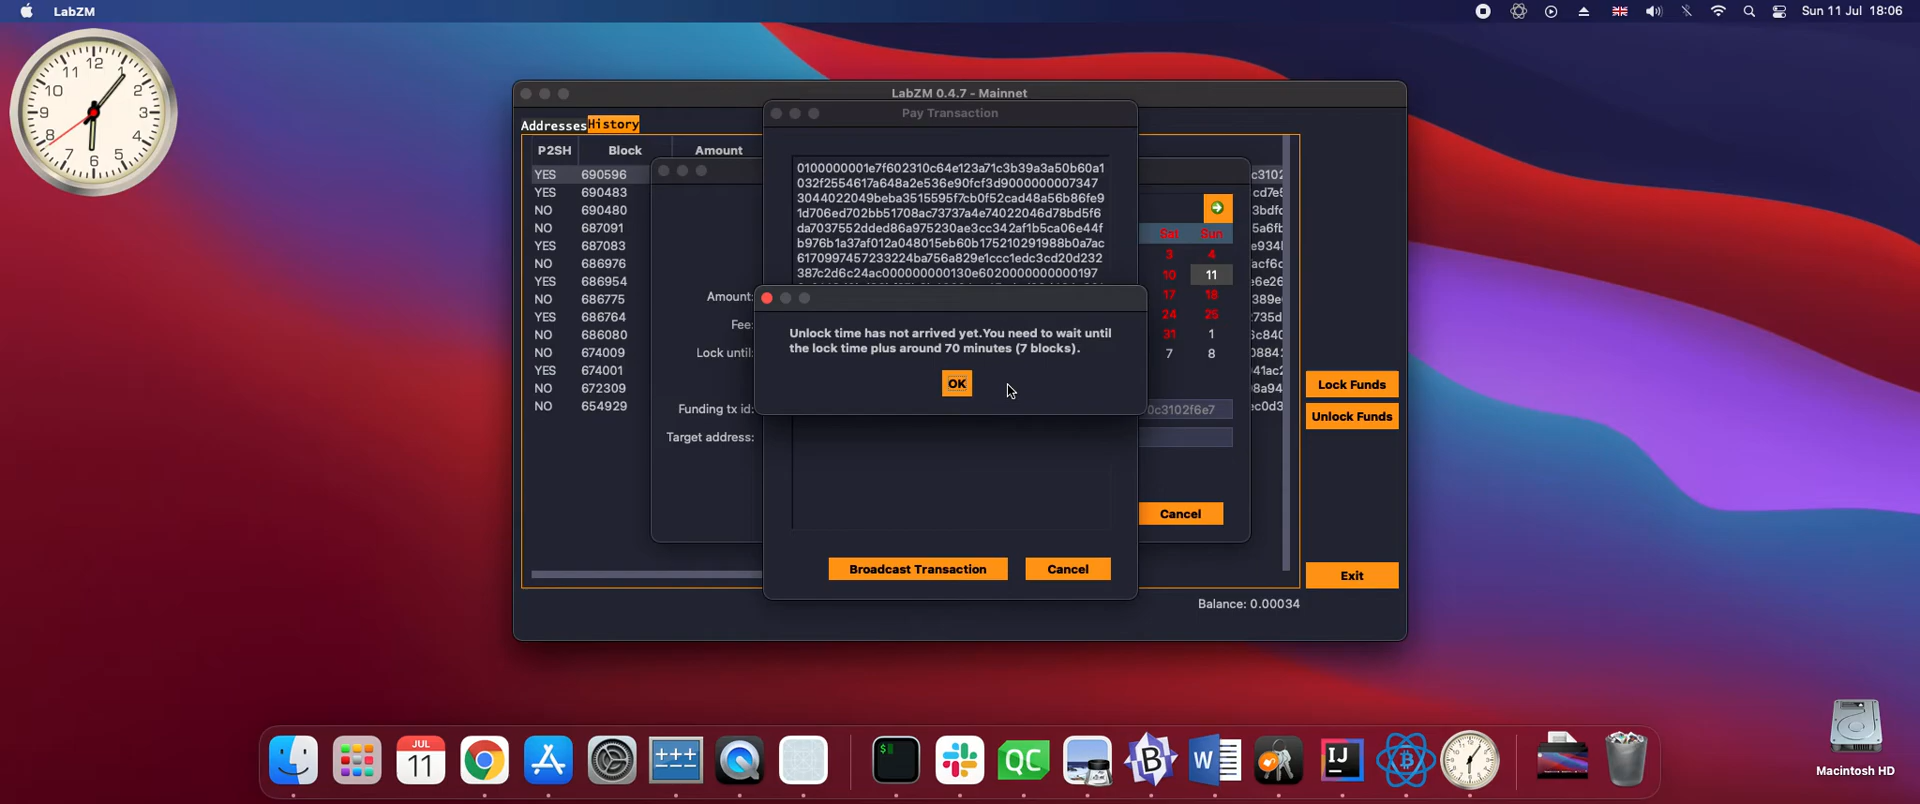 LabZM
Sun 11 Jul 18:06
LabZM 0.4.7 - Mainnet
Addresses History
Pay Transaction
P2SH Block Amount
YES 690596
YES 690483
NO 690480
NO 687091
YES 687083
NO 686976
YES 686954
NO 686775
YES 686764
NO 686080
NO 674009
YES 674001
NO 672309
NO 654929
0100000001e7f602310c64e123a71c3b39a3a50b60a1
032f2554617a648a2e536e90fcf3d9000000007347
3044022049beba3515595f7cb0f52cad48a56b86fe9
1d706ed702bb51708ac73737a4e74022046d78bd5f6
da7037552dded86a975230ae3cc342af1b5ca06e44f
b976b1a37af012a048015eb60b175210291988b0a7ac
6170997457233224ba756a829e1ccc1edc3cd20d232
387c2d6c24ac000000000130e6020000000000197
Sat Sun
3 4
10 11
17 18
24 25
31 1
7 8
Amount:
Fee:
Lock until:
Funding tx id:
0c3102f6e7
Target address:
Unlock time has not arrived yet.You need to wait until
the lock time plus around 70 minutes (7 blocks).
OK
Lock Funds
Unlock Funds
Cancel
Broadcast Transaction
Cancel
Exit
Balance: 0.00034
JUL
11
QC
W
IJ
Macintosh HD